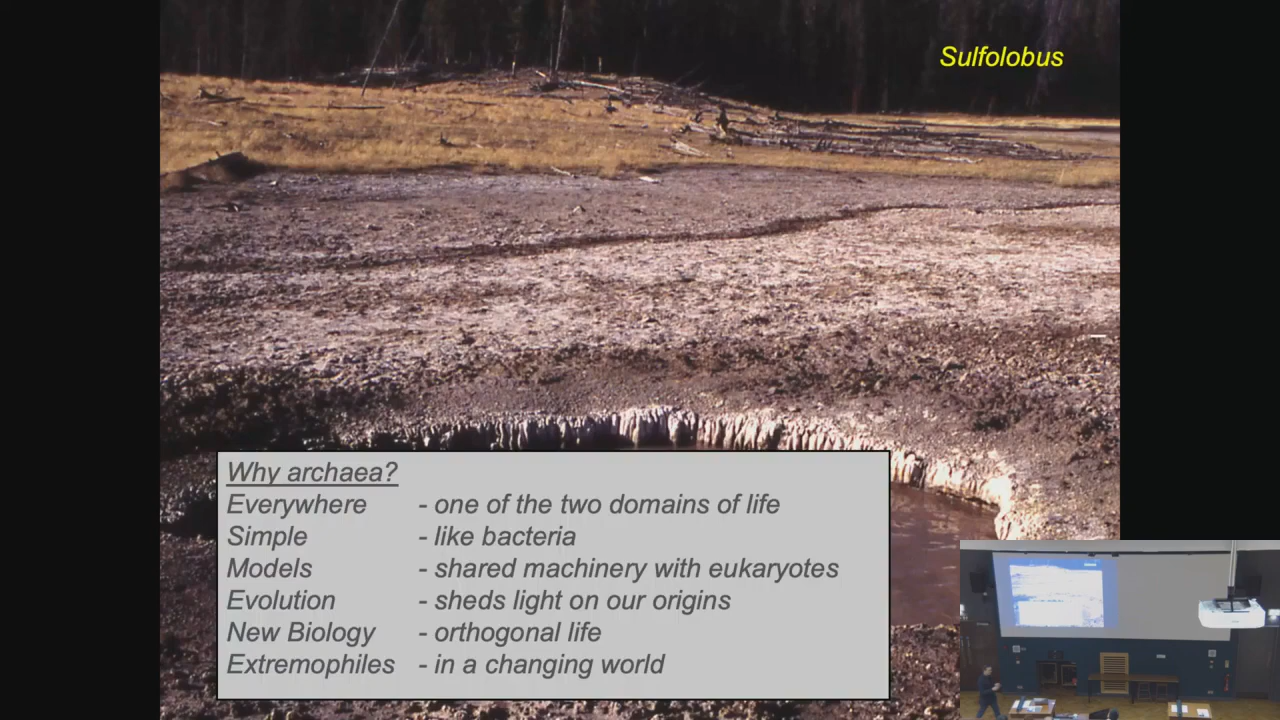 Sulfolobus
Why archaea?
Everywhere - one of the two domains of life
Simple - like bacteria
Models - shared machinery with eukaryotes
Evolution - sheds light on our origins
New Biology - orthogonal life
Extremophiles - in a changing world